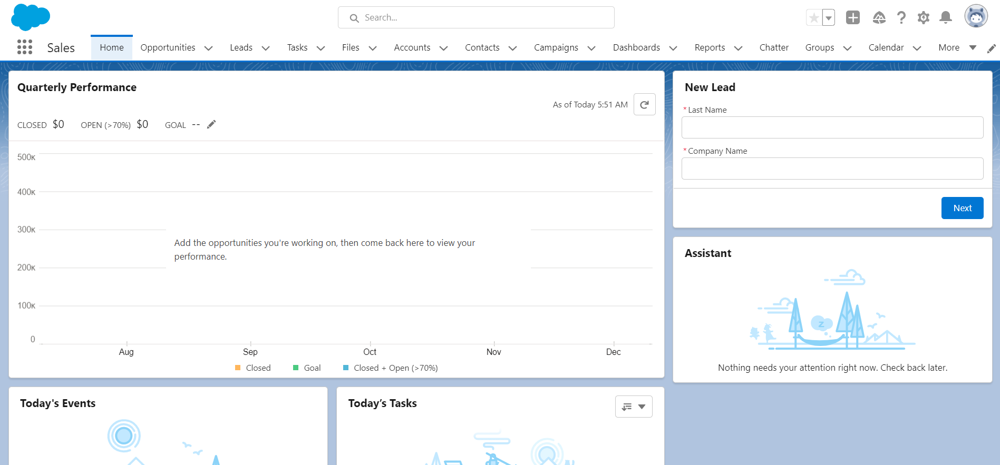 Search...
Sales
Home
Opportunities
Leads
Tasks
Files
Accounts
Contacts
Campaigns
Dashboards
Reports
Chatter
Groups
Calendar
More
Quarterly Performance
As of Today 5:51 AM
CLOSED $0 OPEN (>70%) $0 GOAL --
500K
400K
300K
200K
100K
0
Add the opportunities you're working on, then come back here to view your
performance.
Aug Sep Oct Nov Dec
Closed Goal Closed + Open (>70%)
New Lead
*Last Name
*Company Name
Next
Assistant
z
Nothing needs your attention right now. Check back later.
Today's Events
Today’s Tasks